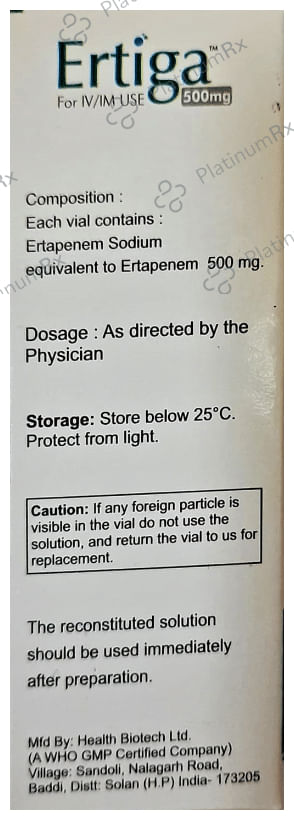 Ertiga™
For IV/IM USE 500mg
Composition :
Each vial contains :
Ertapenem Sodium
equivalent to Ertapenem 500 mg.
Dosage : As directed by the
Physician
Storage: Store below 25°C.
Protect from light.
Caution: If any foreign particle is
visible in the vial do not use the
solution, and return the vial to us for
replacement.
The reconstituted solution
should be used immediately
after preparation.
Mfd By: Health Biotech Ltd.
(A WHO GMP Certified Company)
Village: Sandoli, Nalagarh Road,
Baddi, Distt: Solan (H.P) India- 173205
PlatinumRx
PlatinumRx